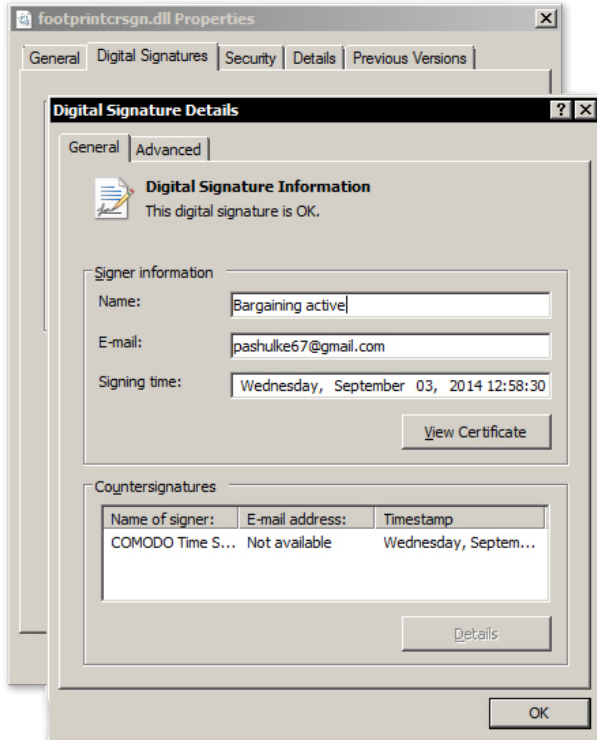 footprintcrsgn.dll Properties
General Digital Signatures Security Details Previous Versions
Digital Signature Details
General Advanced
Digital Signature Information
This digital signature is OK.
Signer information
Name: Bargaining active
E-mail: pashulke67@gmail.com
Signing time: Wednesday, September 03, 2014 12:58:30
View Certificate
Countersignatures
Name of signer: E-mail address: Timestamp
COMODO Time S... Not available Wednesday, Septem...
Details
OK